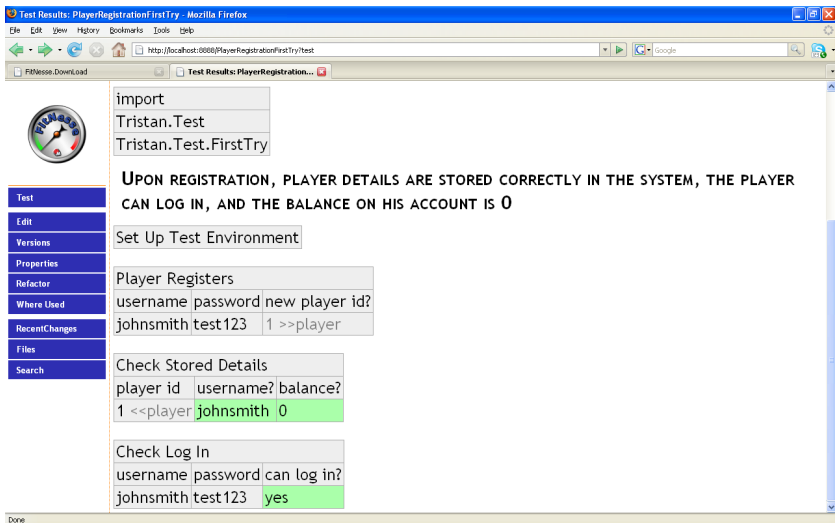 Test Results: PlayerRegistrationFirstTry - Mozilla Firefox
File Edit View History Bookmarks Tools Help
http://localhost:8888/PlayerRegistrationFirstTry?test
Google
FitNesse.DownLoad
Test Results: PlayerRegistration...
FitNesse
Test
Edit
Versions
Properties
Refactor
Where Used
RecentChanges
Files
Search
import
Tristan.Test
Tristan.Test.FirstTry
UPON REGISTRATION, PLAYER DETAILS ARE STORED CORRECTLY IN THE SYSTEM, THE PLAYER
CAN LOG IN, AND THE BALANCE ON HIS ACCOUNT IS 0
Set Up Test Environment
Player Registers
username password new player id?
johnsmith test123 1 >>player
Check Stored Details
player id username? balance?
1 <<player johnsmith 0
Check Log In
username password can log in?
johnsmith test123 yes
Done